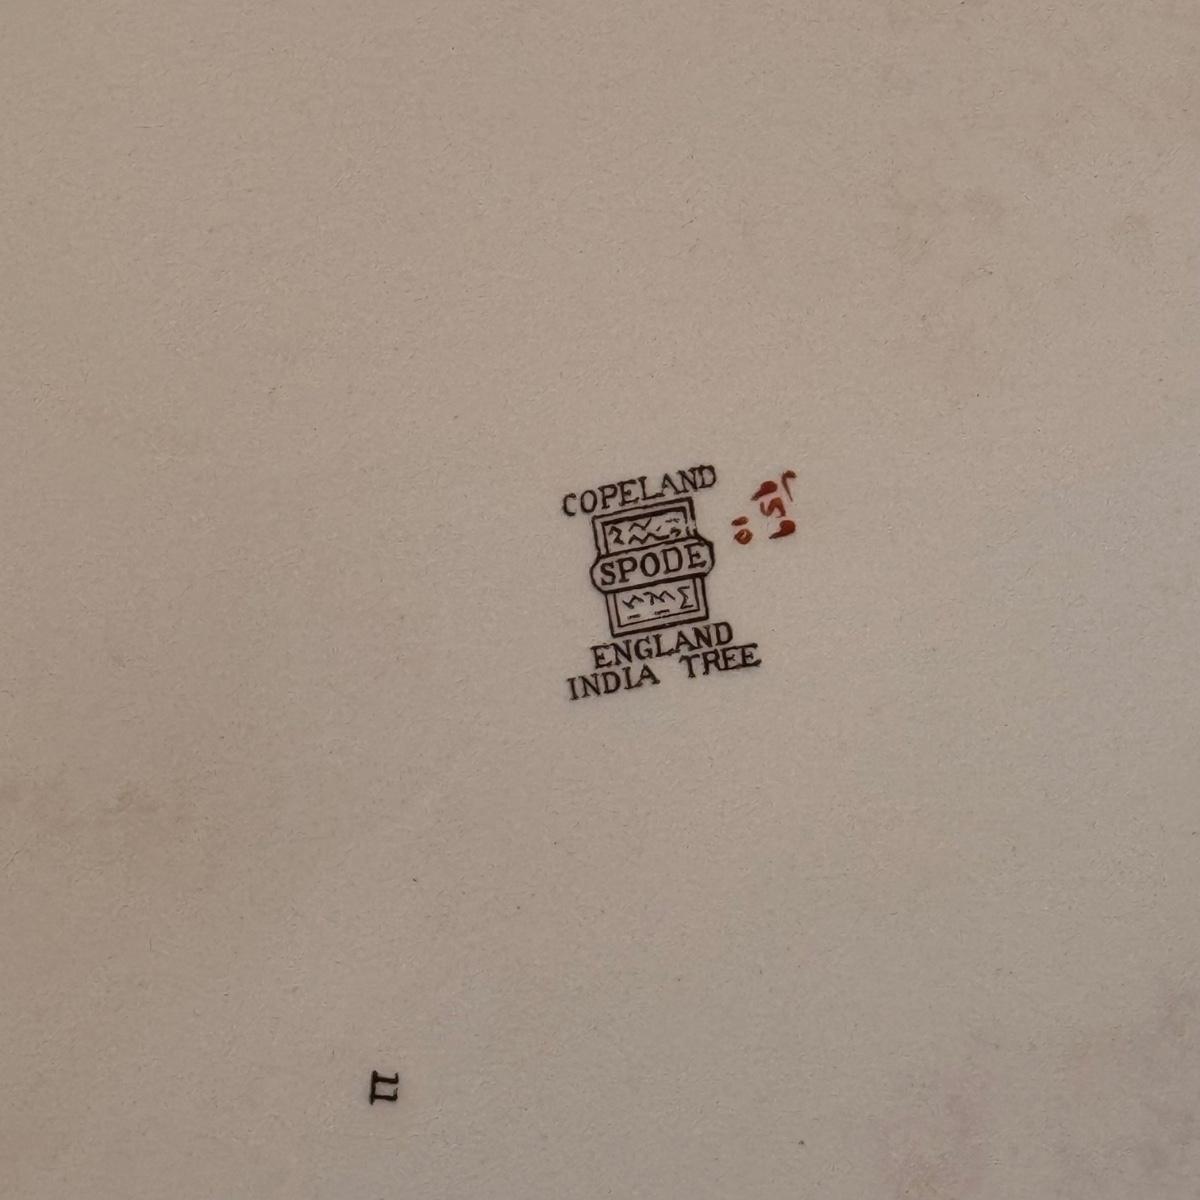 COPELAND
SPODE
ENGLAND
INDIA TREE